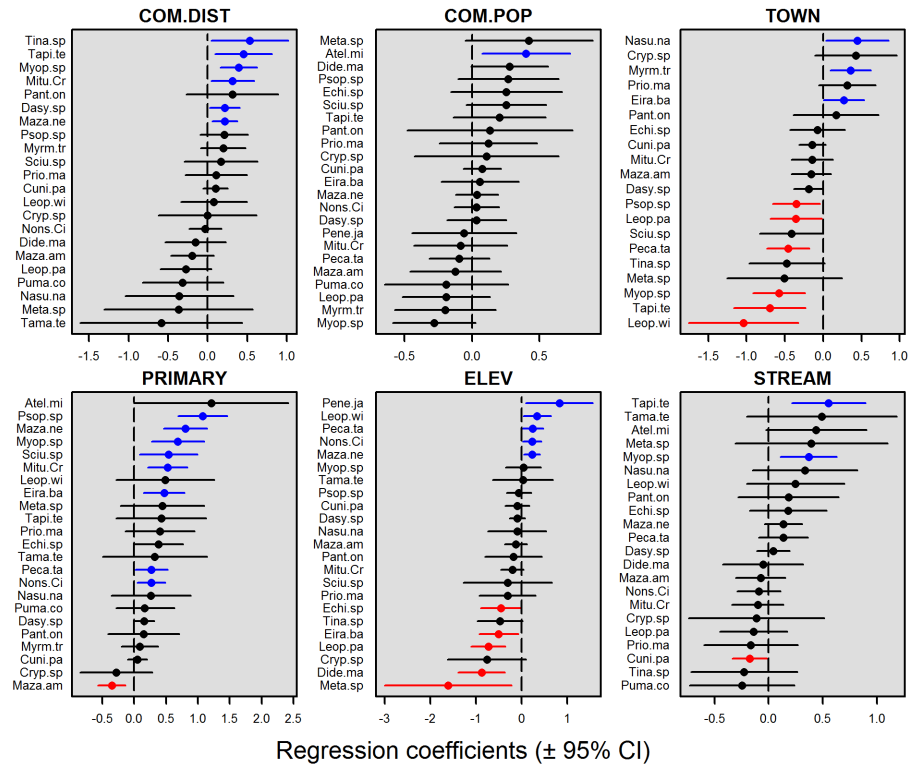 COM.DIST
Tina.sp
Tapi.te
Myop.sp
Mitu.Cr
Pant.on
Dasy.sp
Maza.ne
Psop.sp
Myrm.tr
Sciu.sp
Prio.ma
Cuni.pa
Leop.wi
Cryp.sp
Nons.Ci
Dide.ma
Maza.am
Leop.pa
Puma.co
Nasu.na
Meta.sp
Tama.te
-1.5 -1.0 -0.5 0.0 0.5 1.0
COM.POP
Meta.sp
Atel.mi
Dide.ma
Psop.sp
Echi.sp
Sciu.sp
Tapi.te
Pant.on
Prio.ma
Cryp.sp
Cuni.pa
Eira.ba
Maza.ne
Nons.Ci
Dasy.sp
Pene.ja
Mitu.Cr
Peca.ta
Maza.am
Puma.co
Leop.pa
Myrm.tr
Myop.sp
-0.5 0.0 0.5
TOWN
Nasu.na
Cryp.sp
Myrm.tr
Prio.ma
Eira.ba
Pant.on
Echi.sp
Cuni.pa
Mitu.Cr
Maza.am
Dasy.sp
Psop.sp
Leop.pa
Sciu.sp
Peca.ta
Tina.sp
Meta.sp
Myop.sp
Tapi.te
Leop.wi
-1.5 -1.0 -0.5 0.0 0.5
PRIMARY
Atel.mi
Psop.sp
Maza.ne
Myop.sp
Sciu.sp
Mitu.Cr
Leop.wi
Eira.ba
Meta.sp
Tapi.te
Prio.ma
Echi.sp
Tama.te
Peca.ta
Nons.Ci
Nasu.na
Puma.co
Dasy.sp
Pant.on
Myrm.tr
Cuni.pa
Cryp.sp
Maza.am
-0.5 0.0 0.5 1.0 1.5 2.0 2.5
ELEV
Pene.ja
Leop.wi
Peca.ta
Nons.Ci
Maza.ne
Myop.sp
Tama.te
Psop.sp
Cuni.pa
Dasy.sp
Nasu.na
Maza.am
Pant.on
Mitu.Cr
Sciu.sp
Prio.ma
Echi.sp
Tina.sp
Eira.ba
Leop.pa
Cryp.sp
Dide.ma
Meta.sp
-3 -2 -1 0 1
STREAM
Tapi.te
Tama.te
Atel.mi
Meta.sp
Myop.sp
Nasu.na
Leop.wi
Pant.on
Echi.sp
Maza.ne
Peca.ta
Dasy.sp
Dide.ma
Maza.am
Nons.Ci
Mitu.Cr
Cryp.sp
Leop.pa
Prio.ma
Cuni.pa
Tina.sp
Puma.co
-0.5 0.0 0.5 1.0
Regression coefficients (± 95% CI)